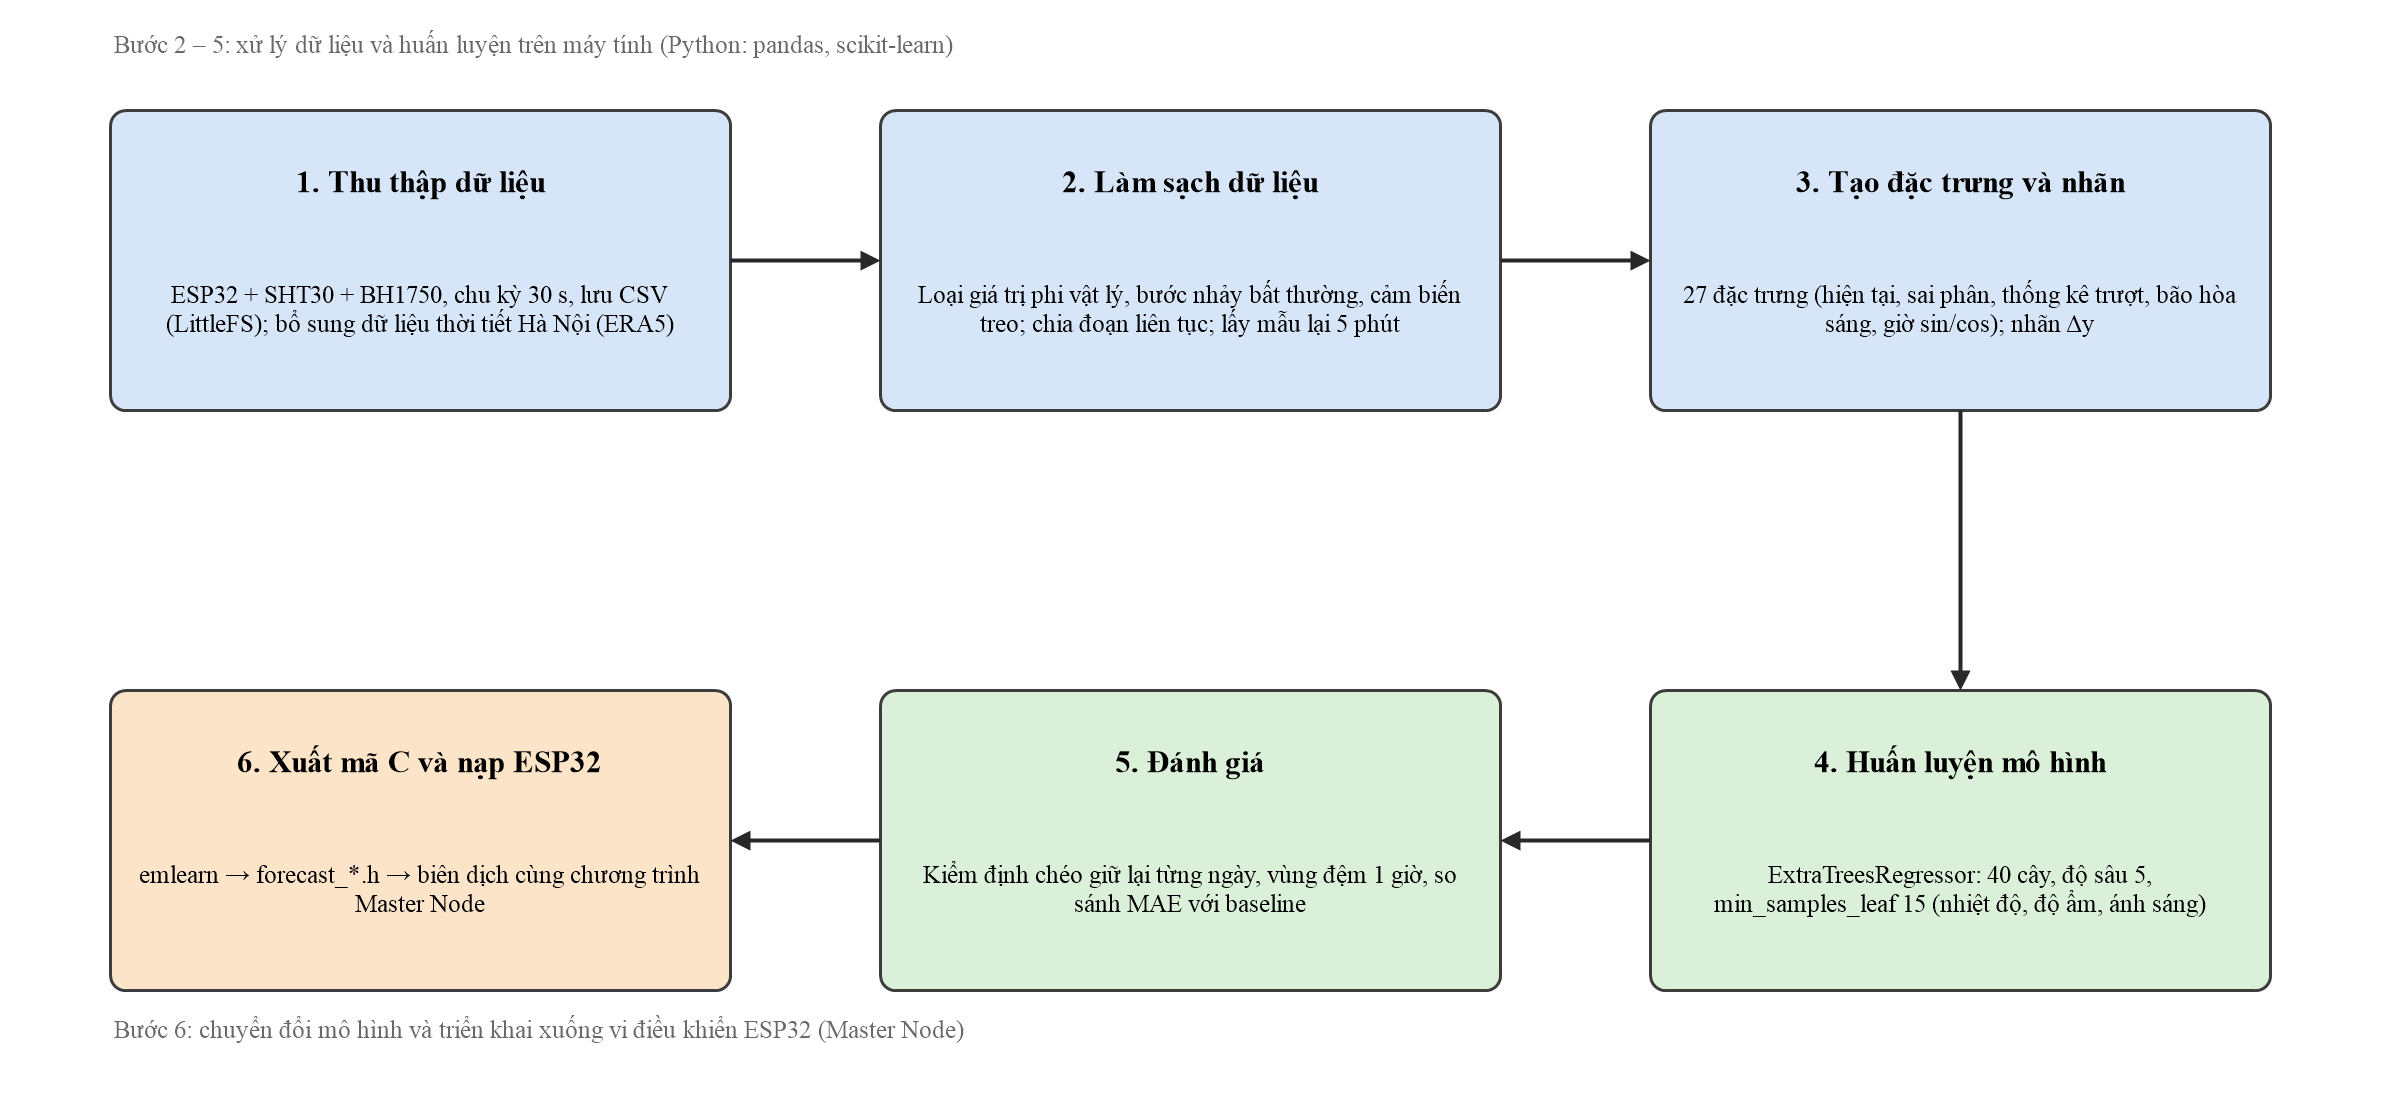 Bước 2 – 5: xử lý dữ liệu và huấn luyện trên máy tính (Python: pandas, scikit-learn)
1. Thu thập dữ liệu
ESP32 + SHT30 + BH1750, chu kỳ 30 s, lưu CSV
(LittleFS); bổ sung dữ liệu thời tiết Hà Nội (ERA5)
2. Làm sạch dữ liệu
Loại giá trị phi vật lý, bước nhảy bất thường, cảm biến
treo; chia đoạn liên tục; lấy mẫu lại 5 phút
3. Tạo đặc trưng và nhãn
27 đặc trưng (hiện tại, sai phân, thống kê trượt, bão hòa
sáng, giờ sin/cos); nhãn Δy
4. Huấn luyện mô hình
ExtraTreesRegressor: 40 cây, độ sâu 5,
min_samples_leaf 15 (nhiệt độ, độ ẩm, ánh sáng)
5. Đánh giá
Kiểm định chéo giữ lại từng ngày, vùng đệm 1 giờ, so
sánh MAE với baseline
6. Xuất mã C và nạp ESP32
emlearn → forecast_*.h → biên dịch cùng chương trình
Master Node
Bước 6: chuyển đổi mô hình và triển khai xuống vi điều khiển ESP32 (Master Node)